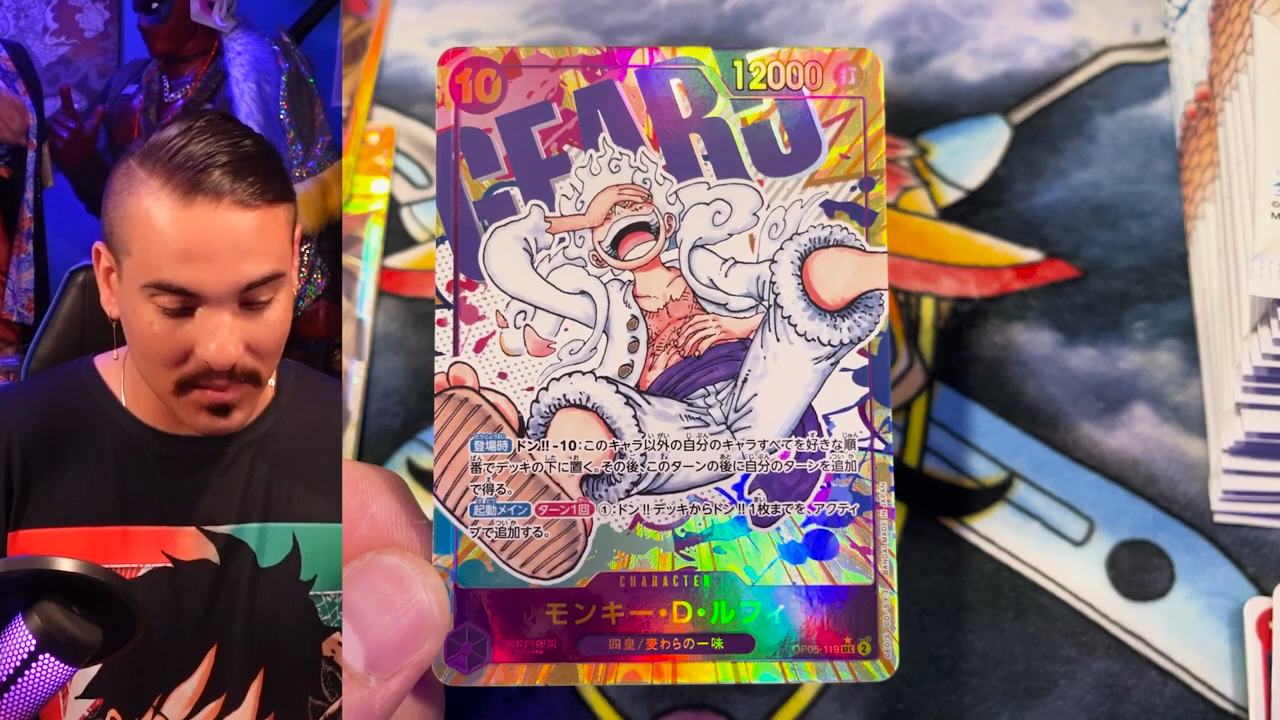 10
12000
GEAR5
登場時 ドン!!-10:このキャラ以外の自分のキャラすべてを好きな順
番でデッキの下に置く。その後、このターンの後に自分のターンを追加
で得る。
起動メイン ターン1回 ①:ドン!!デッキからドン!!1枚までを、アクティ
ブで追加する。
CHARACTER
モンキー・D・ルフィ
四皇/麦わらの一味
OP05-119 SEC 2
BANDAI MADE IN JAPAN